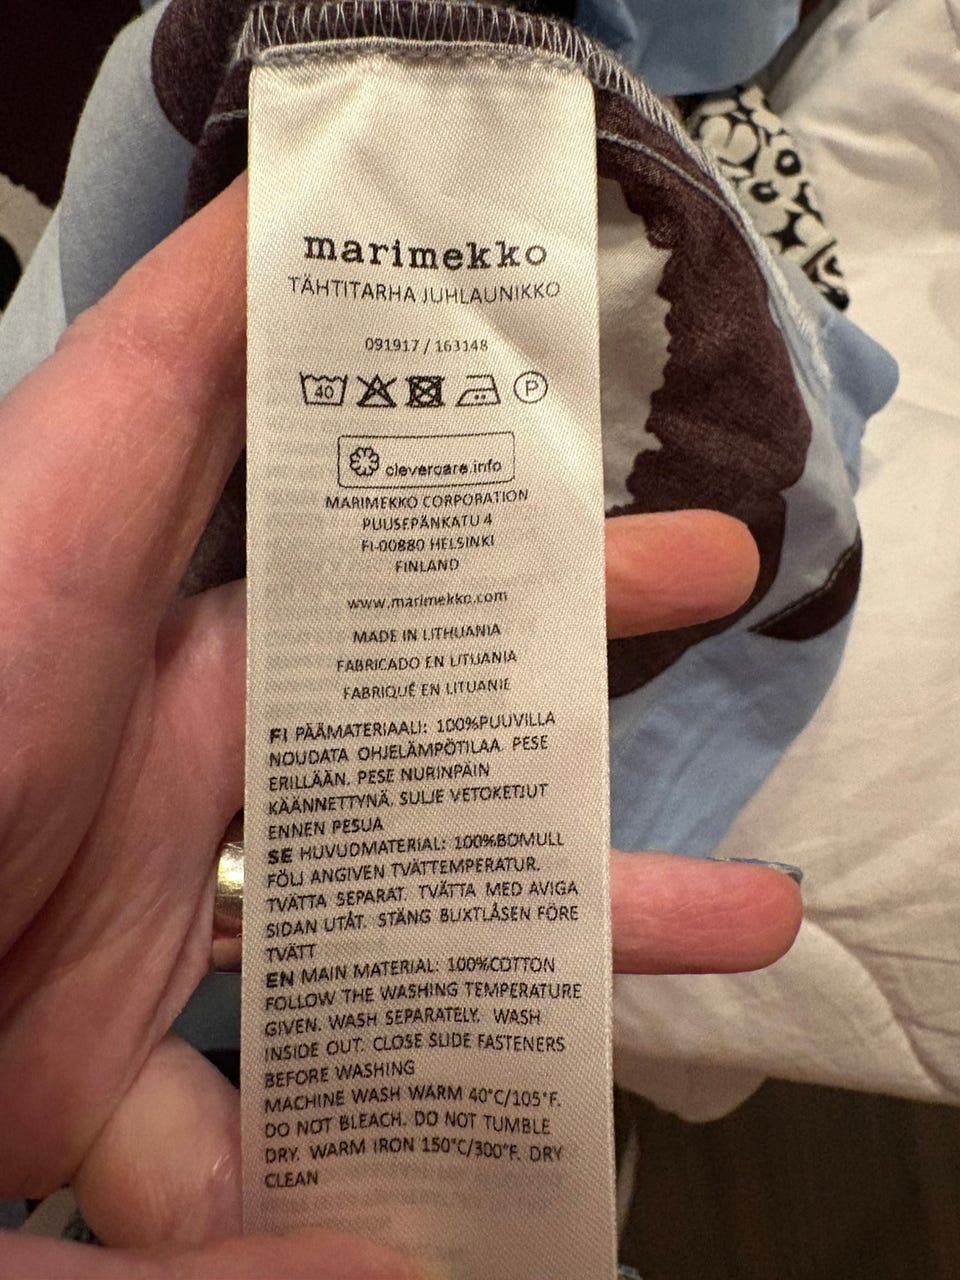 marimekko
TÄHTITARHA JUHLAUNIKKO
091917 / 163148
40 P
clevercare.info
MARIMEKKO CORPORATION
PUUSEPÄNKATU 4
FI-00880 HELSINKI
FINLAND
www.marimekko.com
MADE IN LITHUANIA
FABRICADO EN LITUANIA
FABRIQUÉ EN LITUANIE
FI PÄÄMATERIAALI: 100%PUUVILLA
NOUDATA OHJELÄMPÖTILAA. PESE
ERILLÄÄN. PESE NURINPÄIN
KÄÄNNETTYNÄ. SULJE VETOKETJUT
ENNEN PESUA
SE HUVUDMATERIAL: 100%BOMULL
FÖLJ ANGIVEN TVÄTTEMPERATUR.
TVÄTTA SEPARAT. TVÄTTA MED AVIGA
SIDAN UTÅT. STÄNG BLIXTLÅSEN FÖRE
TVÄTT
EN MAIN MATERIAL: 100%COTTON
FOLLOW THE WASHING TEMPERATURE
GIVEN. WASH SEPARATELY. WASH
INSIDE OUT. CLOSE SLIDE FASTENERS
BEFORE WASHING
MACHINE WASH WARM 40°C/105°F.
DO NOT BLEACH. DO NOT TUMBLE
DRY. WARM IRON 150°C/300°F. DRY
CLEAN